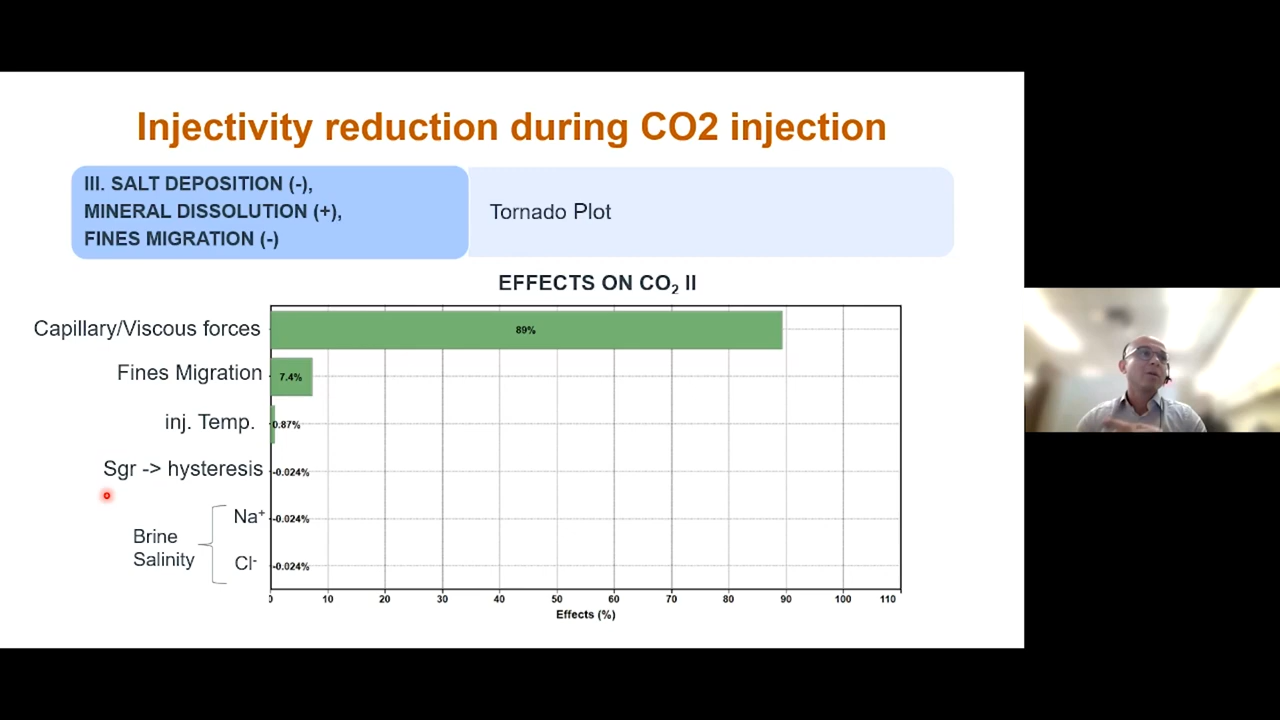 Injectivity reduction during CO2 injection
III. SALT DEPOSITION (-),
MINERAL DISSOLUTION (+),
FINES MIGRATION (-)
Tornado Plot
EFFECTS ON CO₂ II
Capillary/Viscous forces
89%
Fines Migration
7.4%
inj. Temp.
0.87%
Sgr -> hysteresis
-0.024%
Brine
Salinity
Na⁺
-0.024%
Cl⁻
-0.024%
0 10 20 30 40 50 60 70 80 90 100 110
Effects (%)